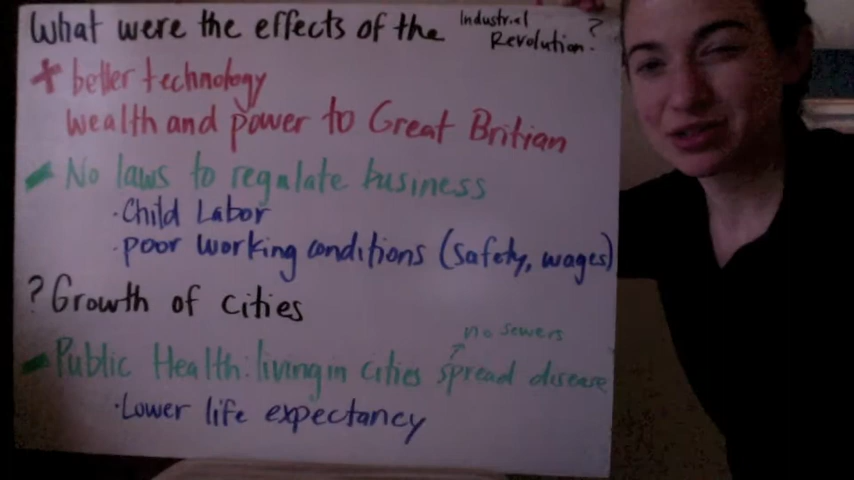 What were the effects of the Industrial Revolution?
+ better technology
wealth and power to Great Britian
- No laws to regulate business
· Child Labor
· poor working conditions (safety, wages)
? Growth of cities
no sewers
- Public Health: living in cities spread disease
· Lower life expectancy